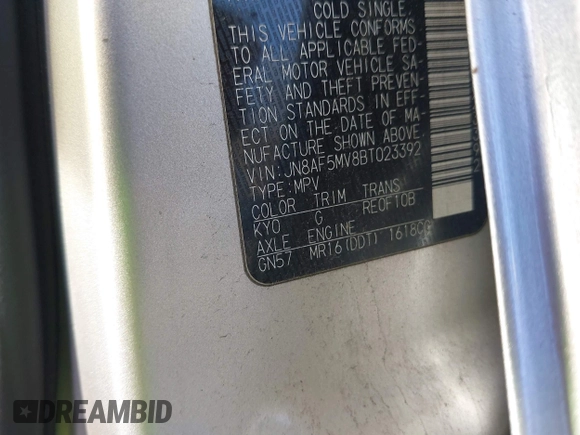 COLD SINGLE
THIS VEHICLE CONFORMS
TO ALL APPLICABLE FED-
ERAL MOTOR VEHICLE SA-
FETY AND THEFT PREVEN-
TION STANDARDS IN EFF-
ECT ON THE DATE OF MA-
NUFACTURE SHOWN ABOVE.
VIN: JN8AF5MV8BT023392
TYPE: MPV
COLOR TRIM TRANS
KYO G RE0F10B
AXLE ENGINE
GN57 MR16(DDT) 1618CC
DREAMBID